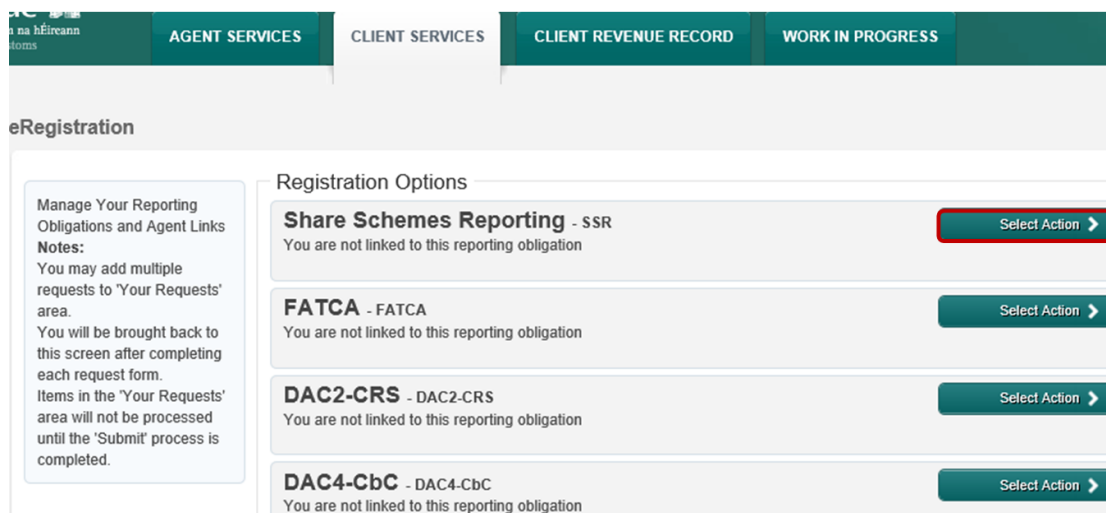 na hÉireann
AGENT SERVICES
CLIENT SERVICES
CLIENT REVENUE RECORD
WORK IN PROGRESS
eRegistration
Manage Your Reporting
Obligations and Agent Links
Notes:
You may add multiple
requests to 'Your Requests'
area.
You will be brought back to
this screen after completing
each request form.
Items in the 'Your Requests'
area will not be processed
until the 'Submit' process is
completed.
Registration Options
Share Schemes Reporting - SSR
You are not linked to this reporting obligation
Select Action
FATCA - FATCA
You are not linked to this reporting obligation
Select Action
DAC2-CRS - DAC2-CRS
You are not linked to this reporting obligation
Select Action
DAC4-CbC - DAC4-CbC
You are not linked to this reporting obligation
Select Action